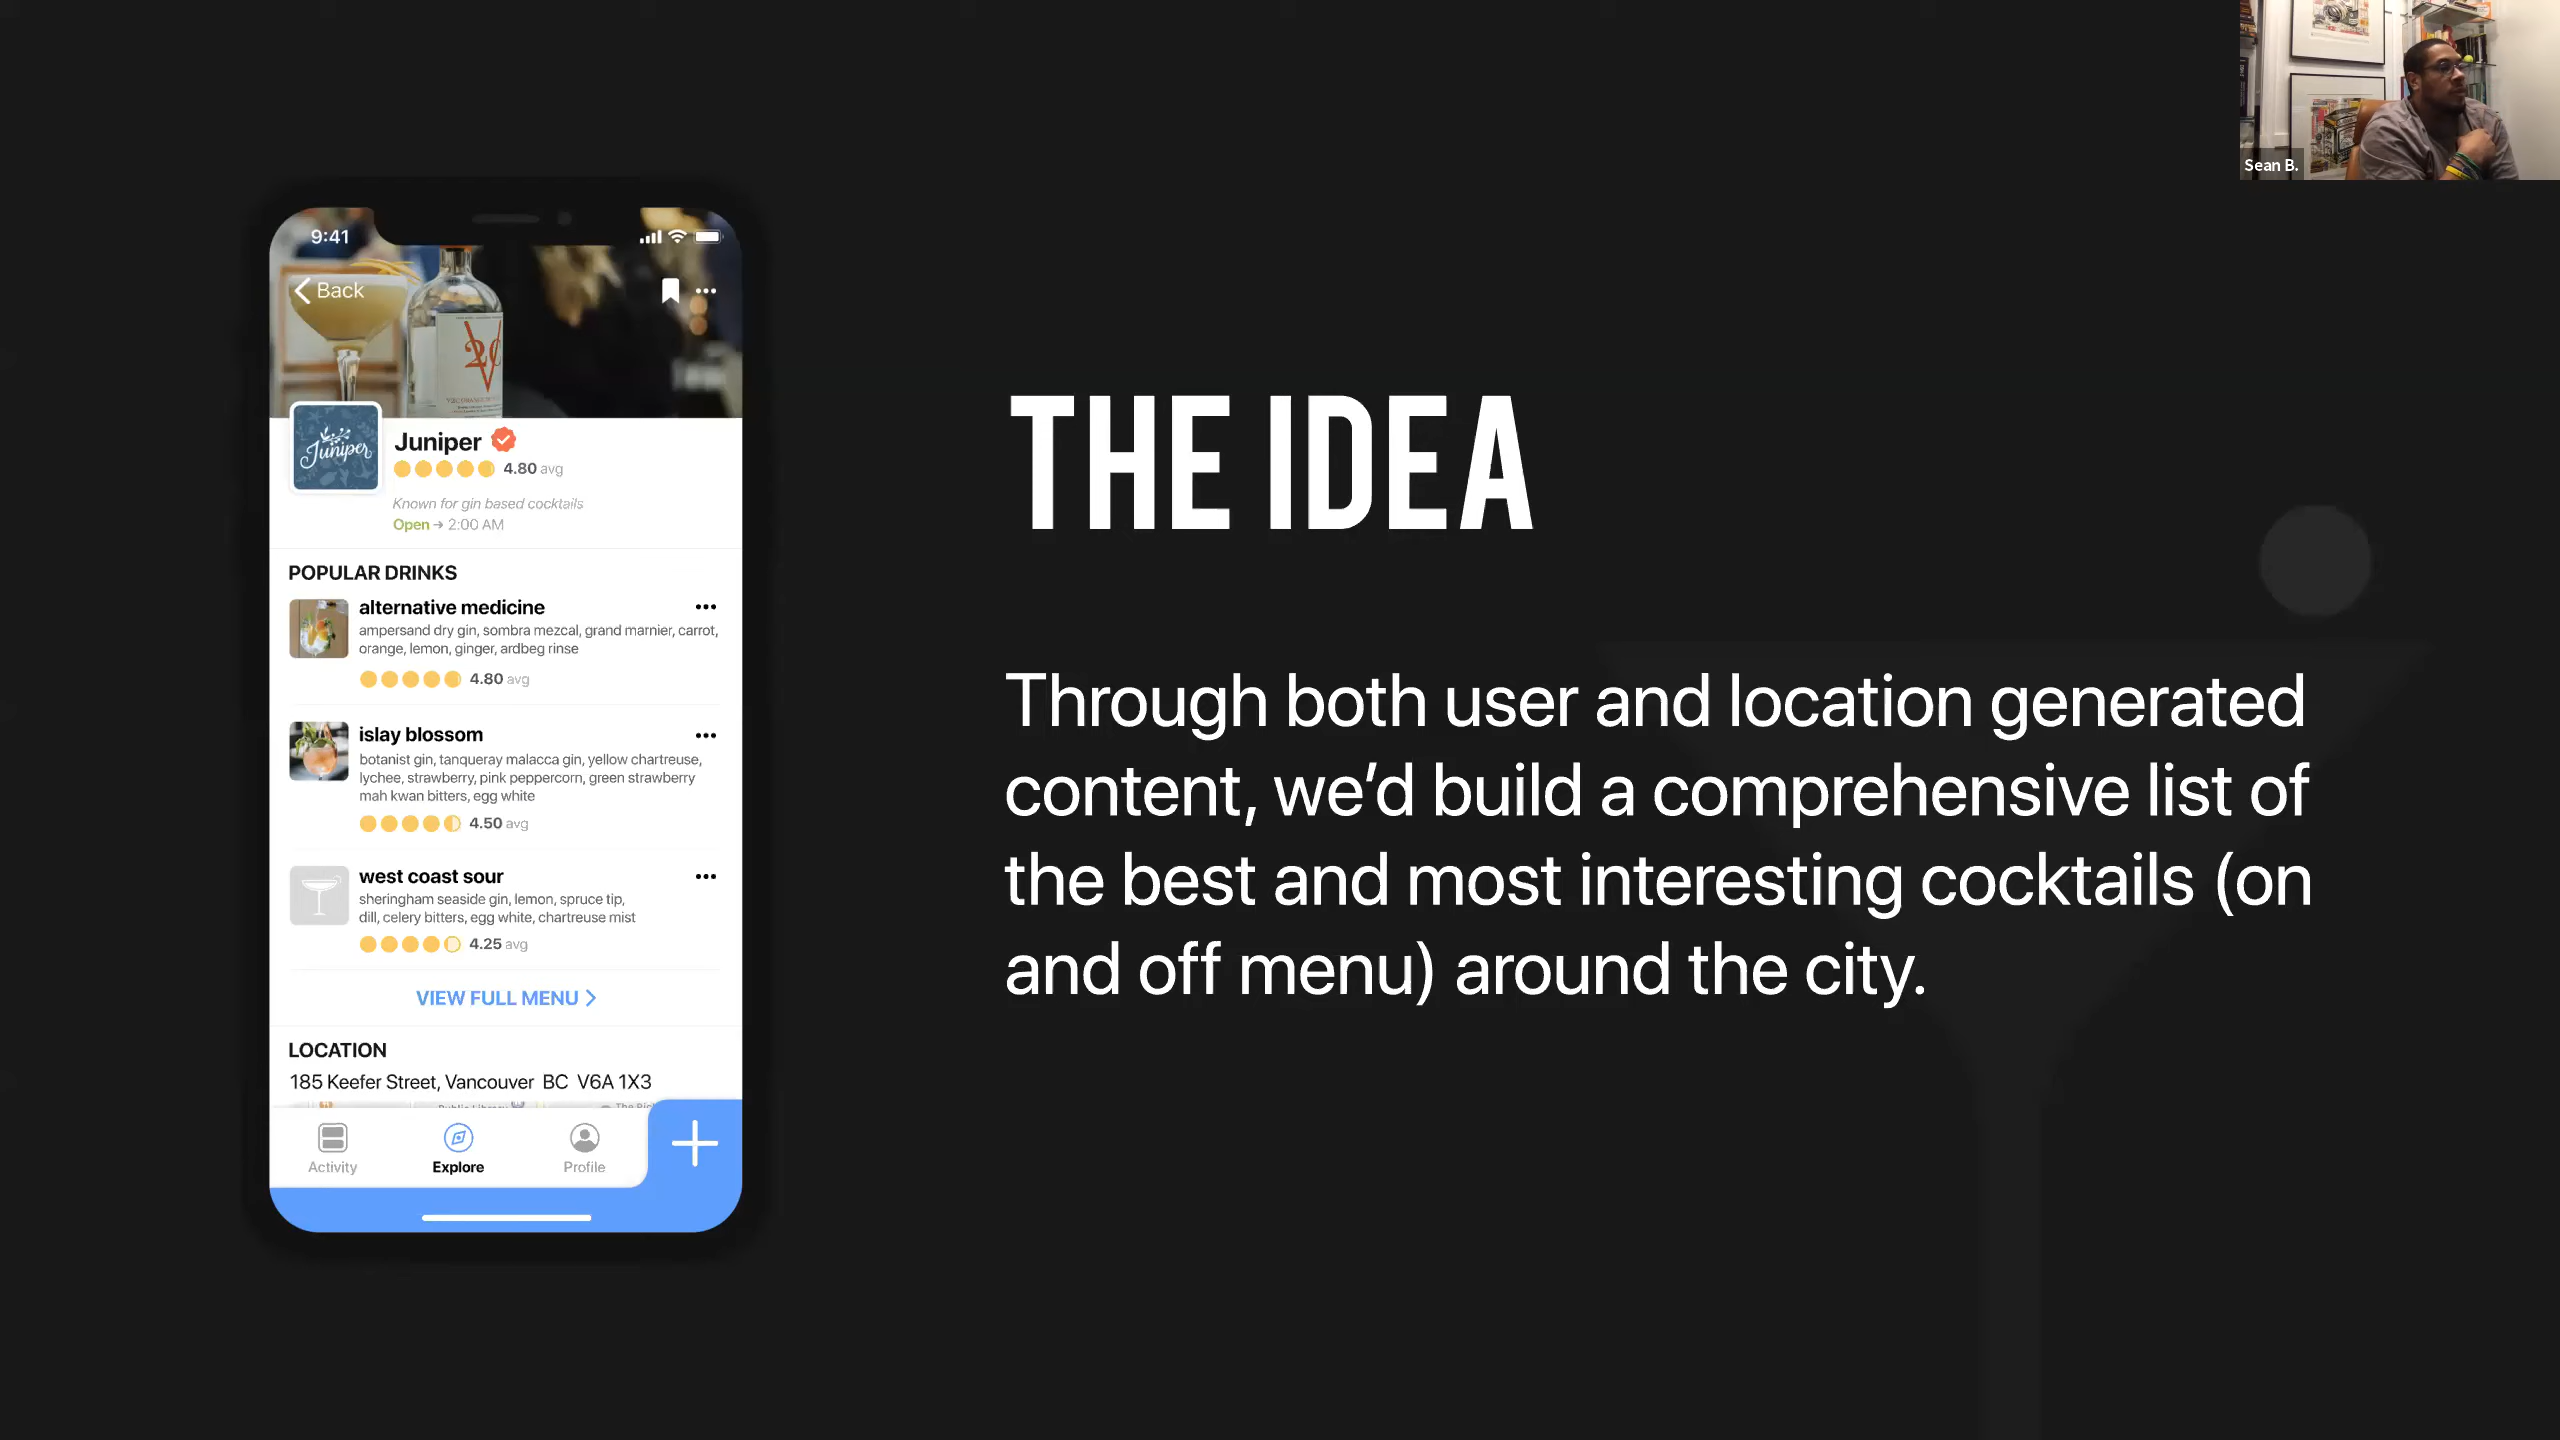 Sean B.
9:41
Back
Juniper
Juniper
4.80 avg
Known for gin based cocktails
Open → 2:00 AM
POPULAR DRINKS
alternative medicine
ampersand dry gin, sombra mezcal, grand marnier, carrot,
orange, lemon, ginger, ardbeg rinse
4.80 avg
islay blossom
botanist gin, tanqueray malacca gin, yellow chartreuse,
lychee, strawberry, pink peppercorn, green strawberry
mah kwan bitters, egg white
4.50 avg
west coast sour
sheringham seaside gin, lemon, spruce tip,
dill, celery bitters, egg white, chartreuse mist
4.25 avg
VIEW FULL MENU >
LOCATION
185 Keefer Street, Vancouver BC V6A 1X3
Public Library
Activity
Explore
Profile
THE IDEA
Through both user and location generated
content, we’d build a comprehensive list of
the best and most interesting cocktails (on
and off menu) around the city.